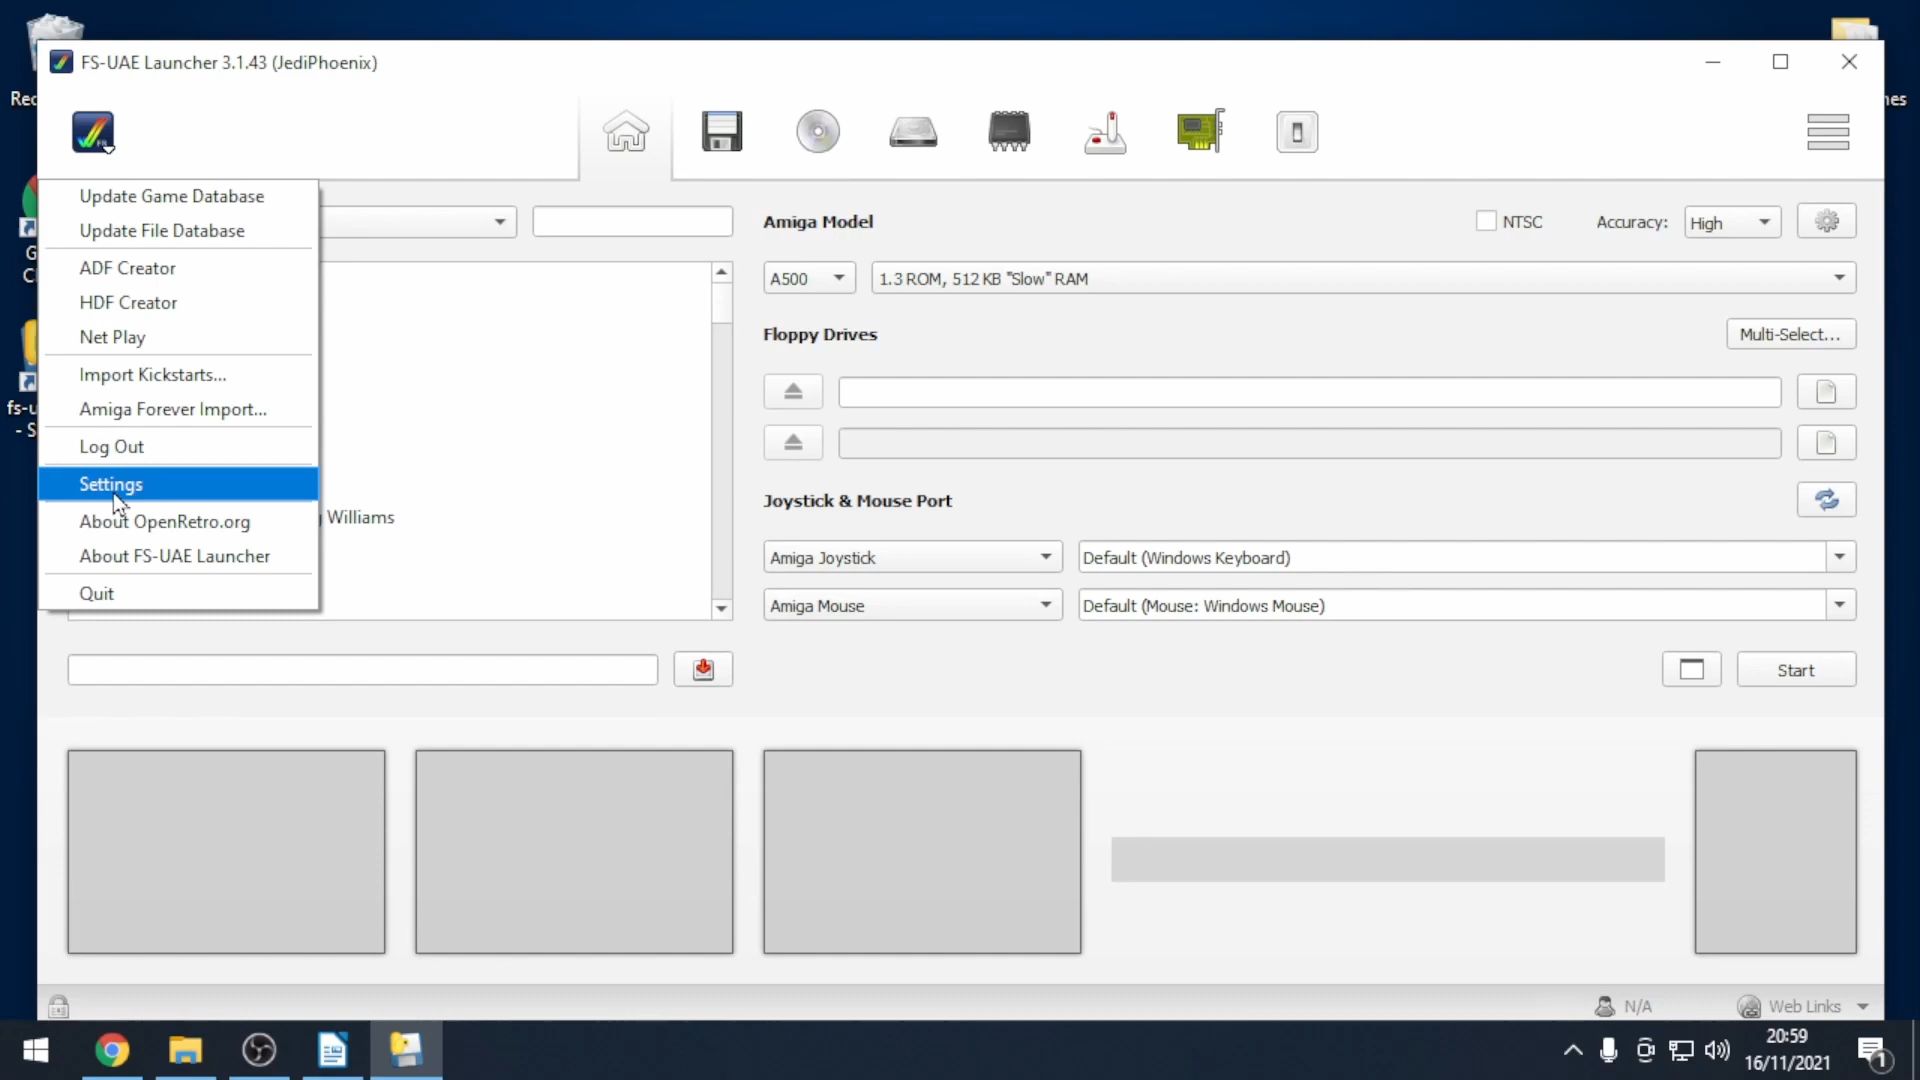 FS-UAE Launcher 3.1.43 (JediPhoenix)
Update Game Database
Update File Database
ADF Creator
HDF Creator
Net Play
Import Kickstarts...
Amiga Forever Import...
Log Out
Settings
About OpenRetro.org
About FS-UAE Launcher
Quit
Williams
Amiga Model
NTSC
Accuracy:
High
A500
1.3 ROM, 512 KB "Slow" RAM
Floppy Drives
Multi-Select...
Joystick & Mouse Port
Amiga Joystick
Default (Windows Keyboard)
Amiga Mouse
Default (Mouse: Windows Mouse)
Start
N/A
Web Links
20:59
16/11/2021
1